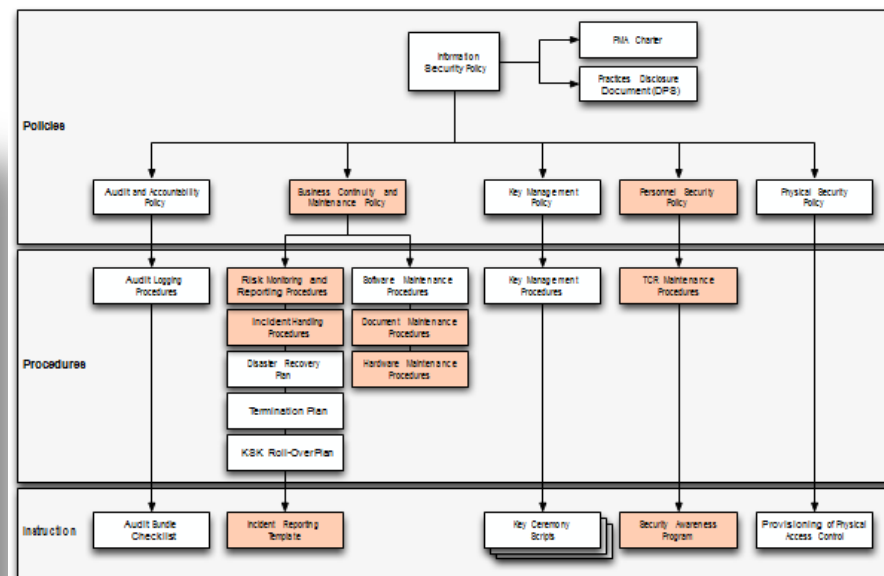 PMA Charter
Information
Security Policy
Practices Disclosure
Document (DPS)
Policies
Audit and Accountability
Policy
Business Continuity and
Maintenance Policy
Key Management
Policy
Personnel Security
Policy
Physical Security
Policy
Audit Logging
Procedures
Risk Monitoring and
Reporting Procedures
Software Maintenance
Procedures
Key Management
Procedures
TCR Maintenance
Procedures
Incident Handling
Procedures
Document Maintenance
Procedures
Procedures
Disaster Recovery
Plan
Hardware Maintenance
Procedures
Termination Plan
KSK Roll-Over Plan
Instruction
Audit Bundle
Checklist
Incident Reporting
Template
Key Ceremony
Scripts
Security Awareness
Program
Provisioning of Physical
Access Control